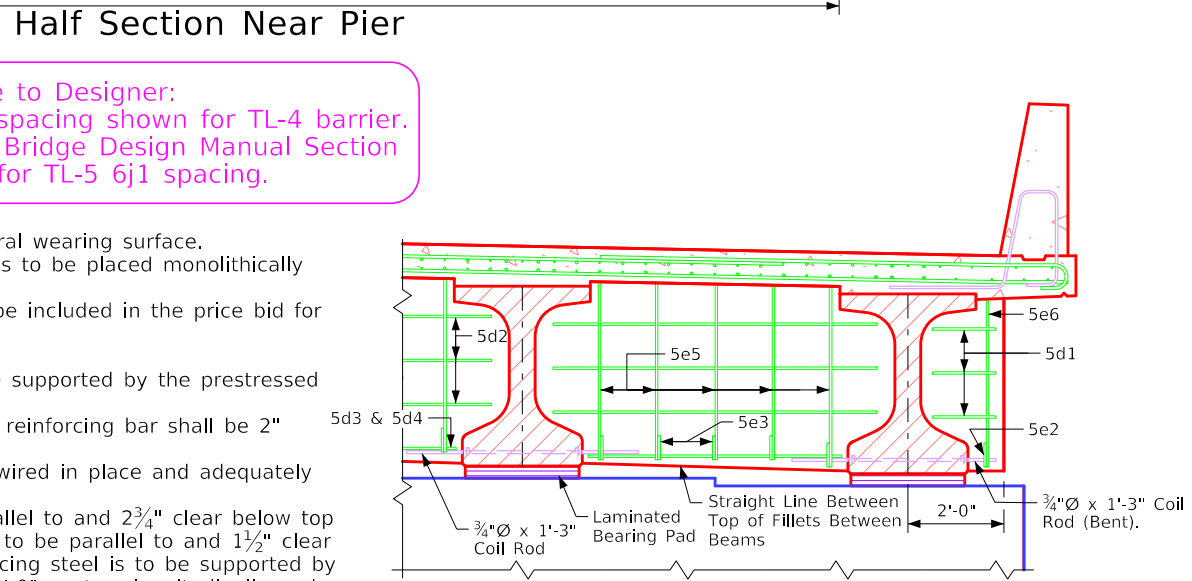 Half Section Near Pier
to Designer:
spacing shown for TL-4 barrier.
Bridge Design Manual Section
for TL-5 6j1 spacing.
wearing surface.
to be placed monolithically
be included in the price bid for
supported by the prestressed
reinforcing bar shall be 2"
wired in place and adequately
to and 2¾" clear below top
to be parallel to and 1½" clear
steel is to be supported by
5d2
5d3 & 5d4
5e5
5e3
5e6
5d1
5e2
¾"Ø x 1'-3"
Coil Rod
Laminated
Bearing Pad
Straight Line Between
Top of Fillets Between
Beams
2'-0"
¾"Ø x 1'-3" Coil
Rod (Bent).